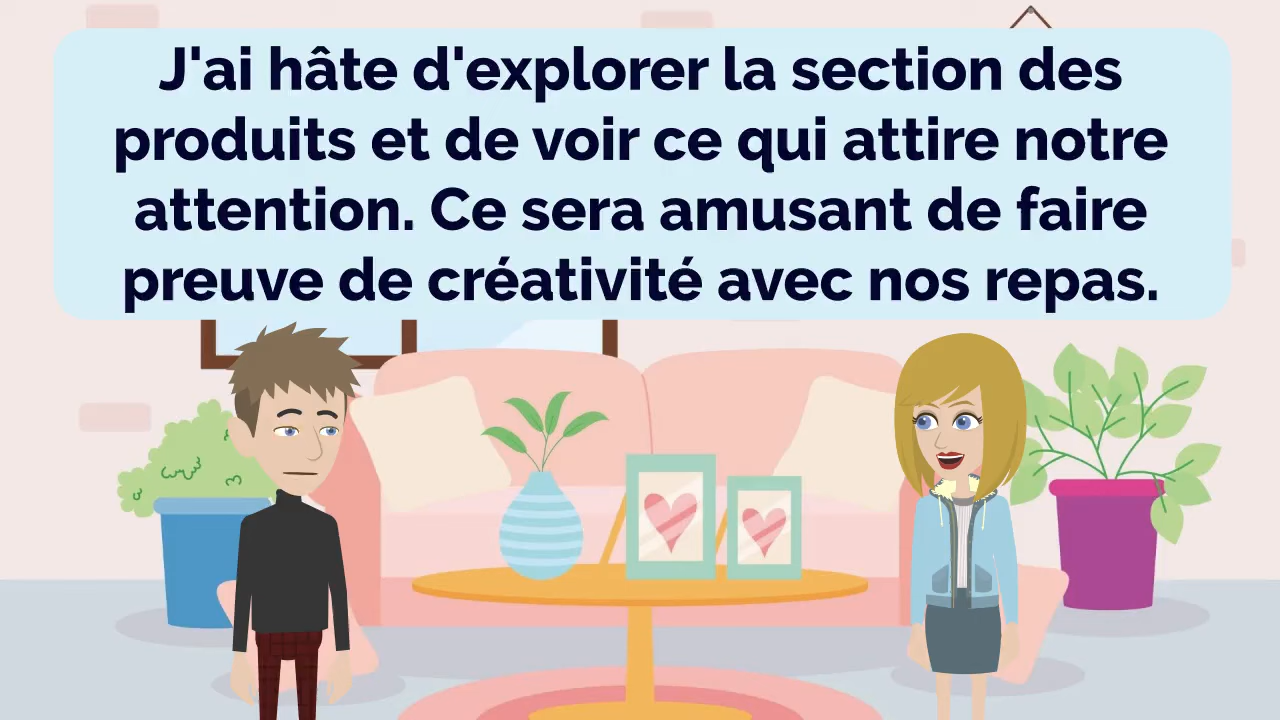 J'ai hâte d'explorer la section des
produits et de voir ce qui attire notre
attention. Ce sera amusant de faire
preuve de créativité avec nos repas.